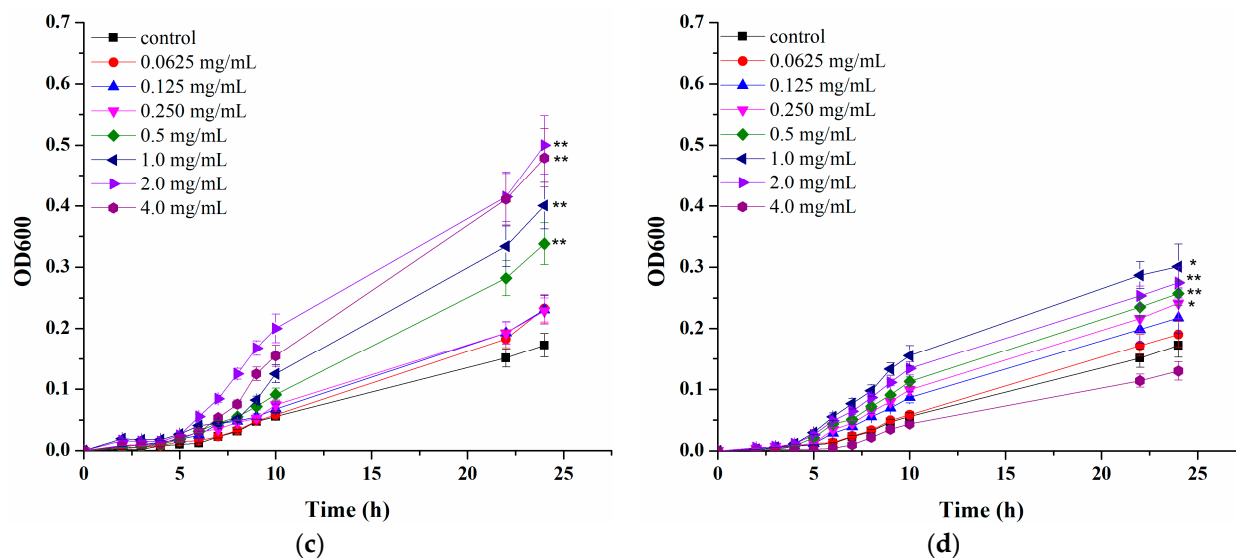 0.7
0.6
0.5
0.4
0.3
0.2
0.1
0.0
OD600
control
0.0625 mg/mL
0.125 mg/mL
0.250 mg/mL
0.5 mg/mL
1.0 mg/mL
2.0 mg/mL
4.0 mg/mL
**
**
**
**
0 5 10 15 20 25
Time (h)
(c)
0.7
0.6
0.5
0.4
0.3
0.2
0.1
0.0
OD600
control
0.0625 mg/mL
0.125 mg/mL
0.250 mg/mL
0.5 mg/mL
1.0 mg/mL
2.0 mg/mL
4.0 mg/mL
*
**
**
*
0 5 10 15 20 25
Time (h)
(d)